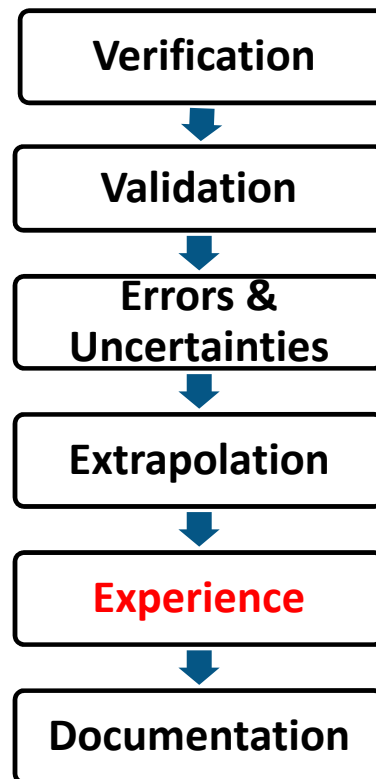 Verification
Validation
Errors &
Uncertainties
Extrapolation
Experience
Documentation